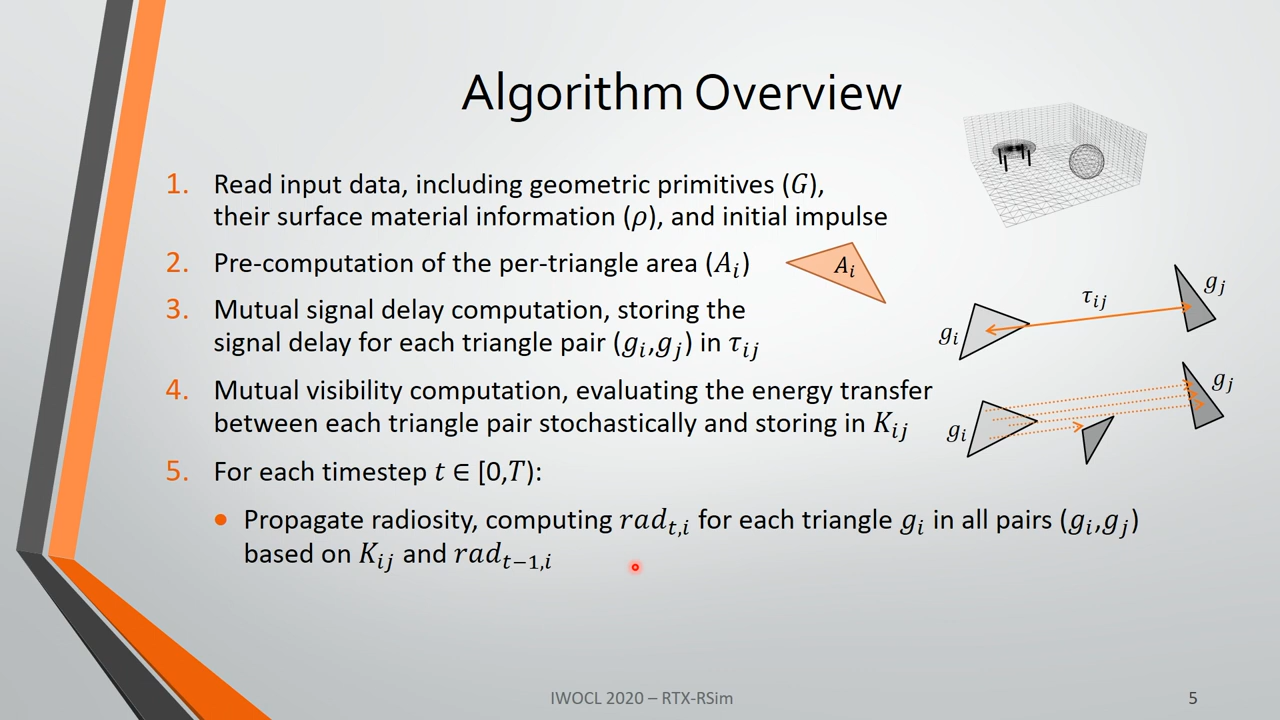 Algorithm Overview
1. Read input data, including geometric primitives (G),
their surface material information (ρ), and initial impulse
2. Pre-computation of the per-triangle area (A_i)
A_i
3. Mutual signal delay computation, storing the
signal delay for each triangle pair (g_i,g_j) in τ_ij
g_i
τ_ij
g_j
4. Mutual visibility computation, evaluating the energy transfer
between each triangle pair stochastically and storing in K_ij
g_i
g_j
5. For each timestep t ∈ [0,T):
• Propagate radiosity, computing rad_t,i for each triangle g_i in all pairs (g_i,g_j)
based on K_ij and rad_t−1,i
IWOCL 2020 – RTX-RSim
5